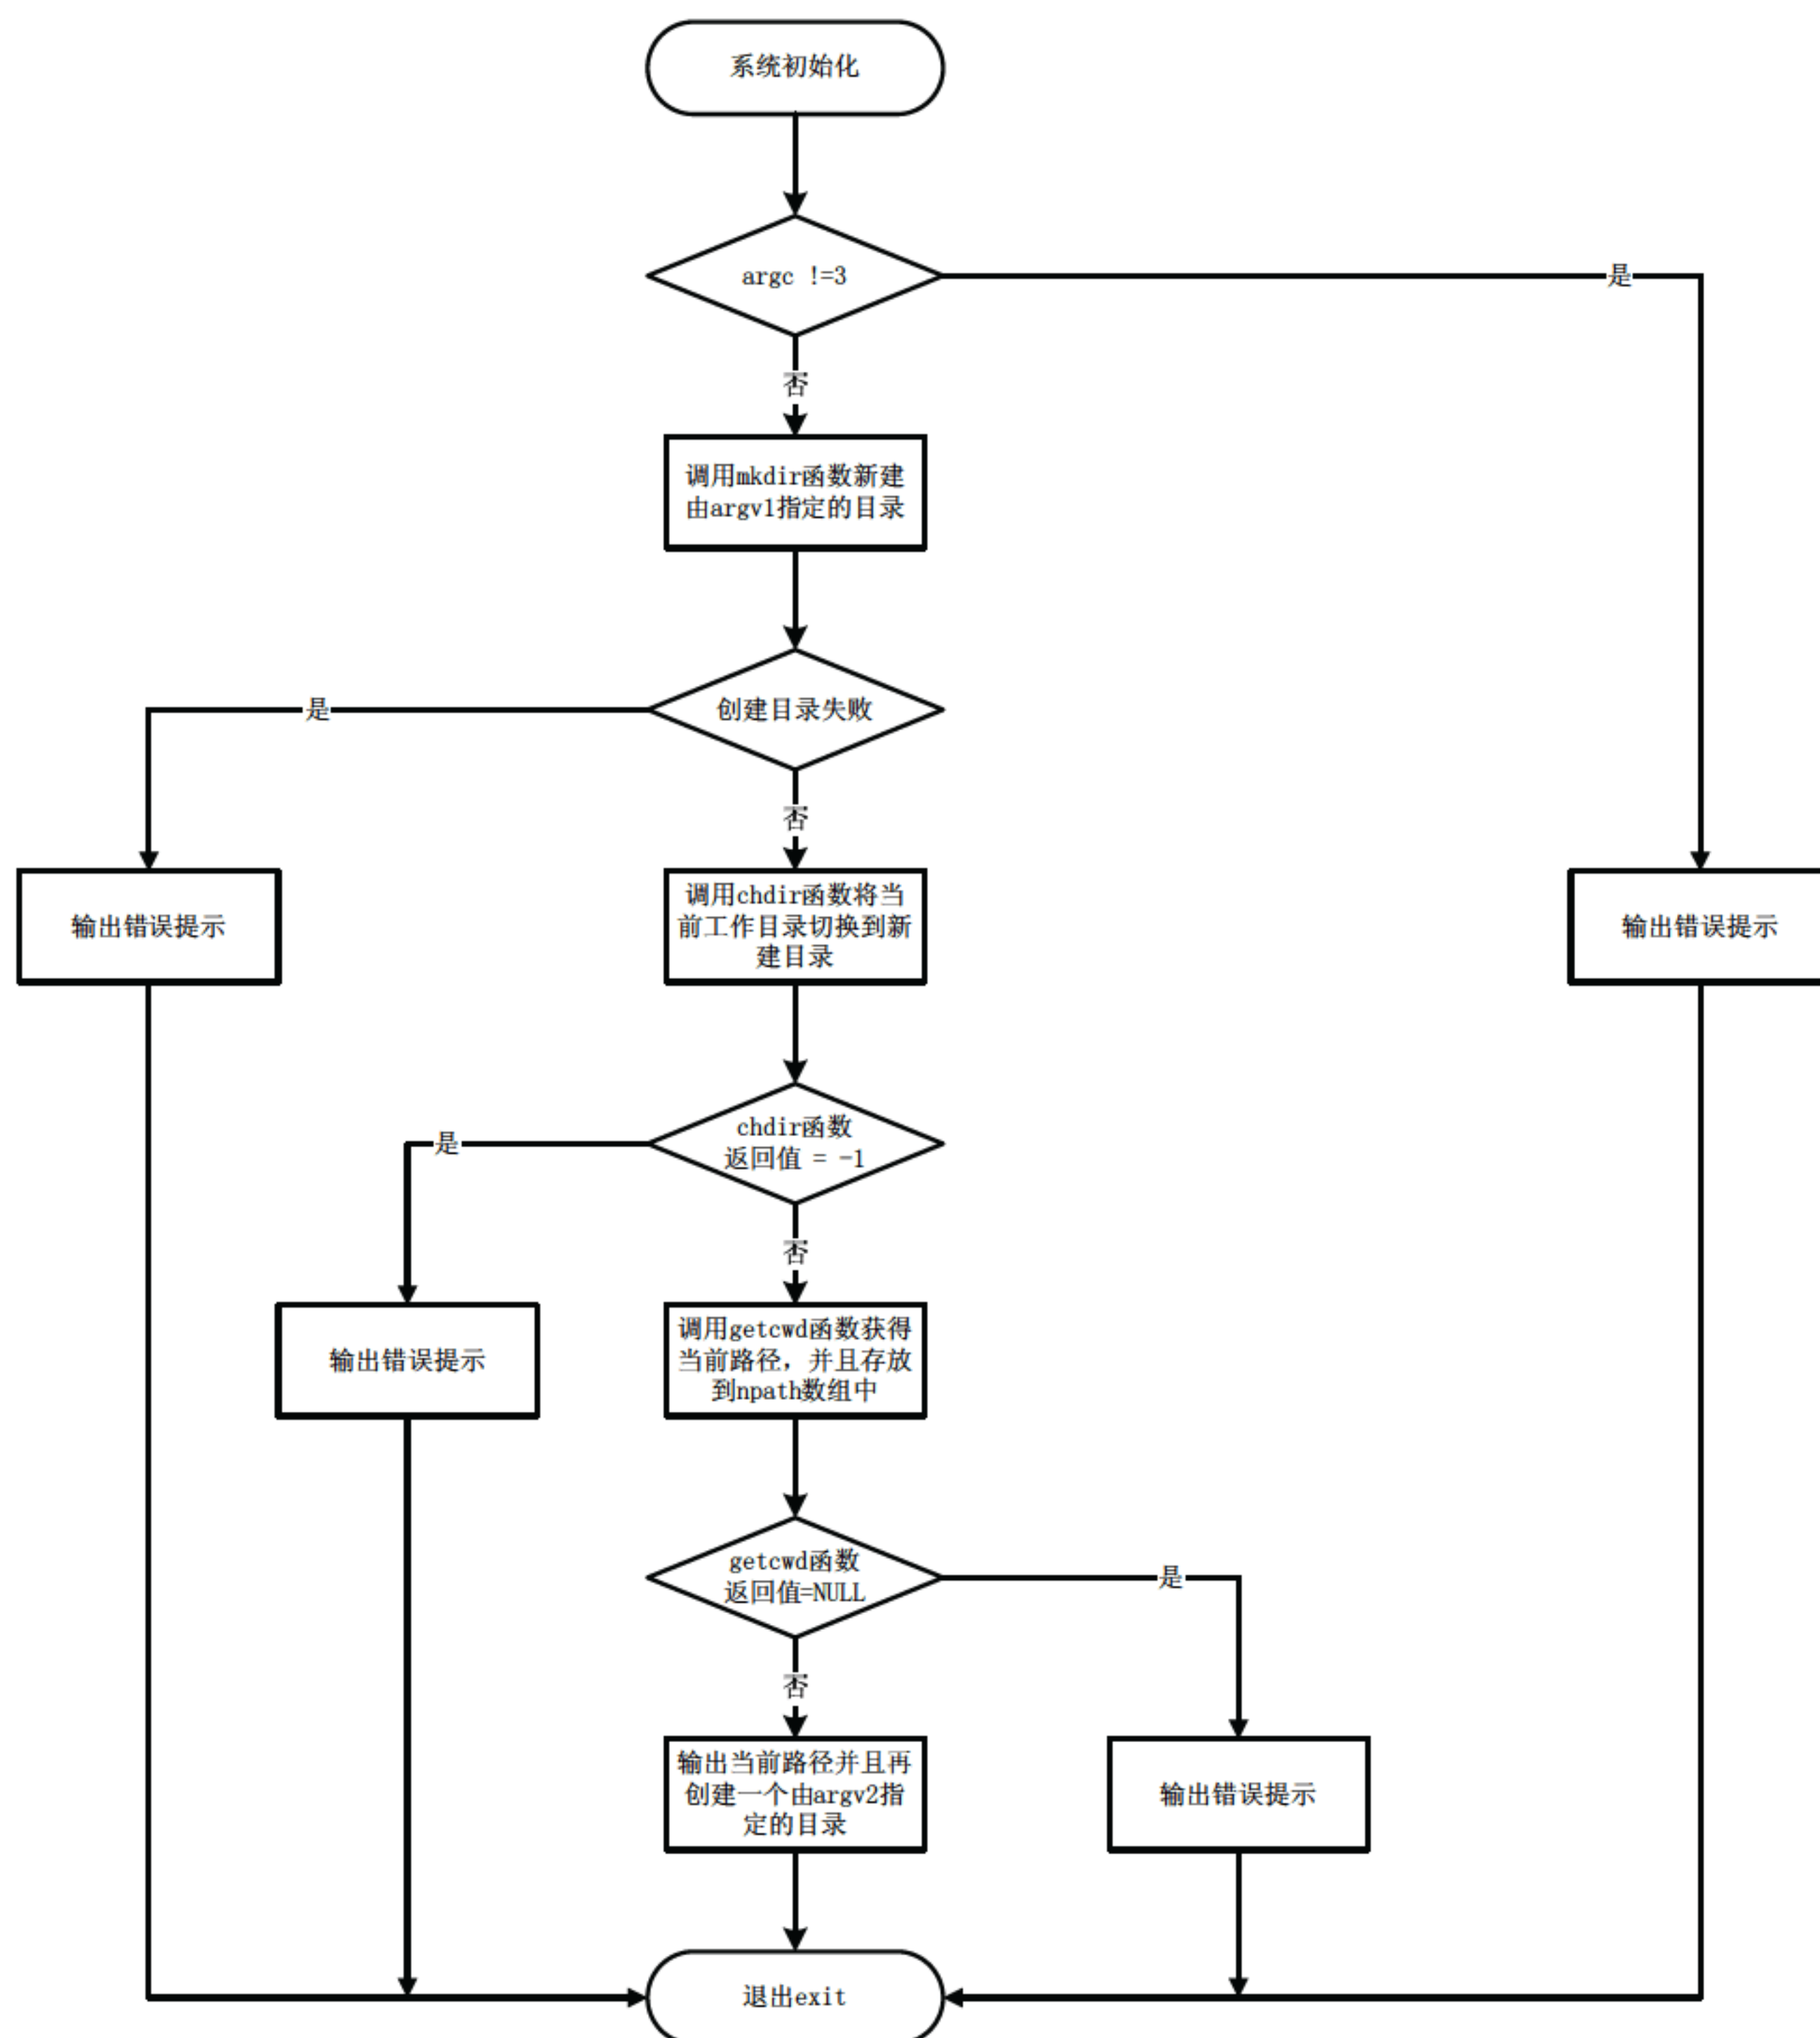 系统初始化
argc !=3
是
否
调用mkdir函数新建
由argv1指定的目录
创建目录失败
是
否
输出错误提示
调用chdir函数将当
前工作目录切换到新
建目录
输出错误提示
chdir函数
返回值 = -1
是
否
输出错误提示
调用getcwd函数获得
当前路径，并且存放
到npath数组中
getcwd函数
返回值=NULL
是
否
输出当前路径并且再
创建一个由argv2指
定的目录
输出错误提示
退出exit